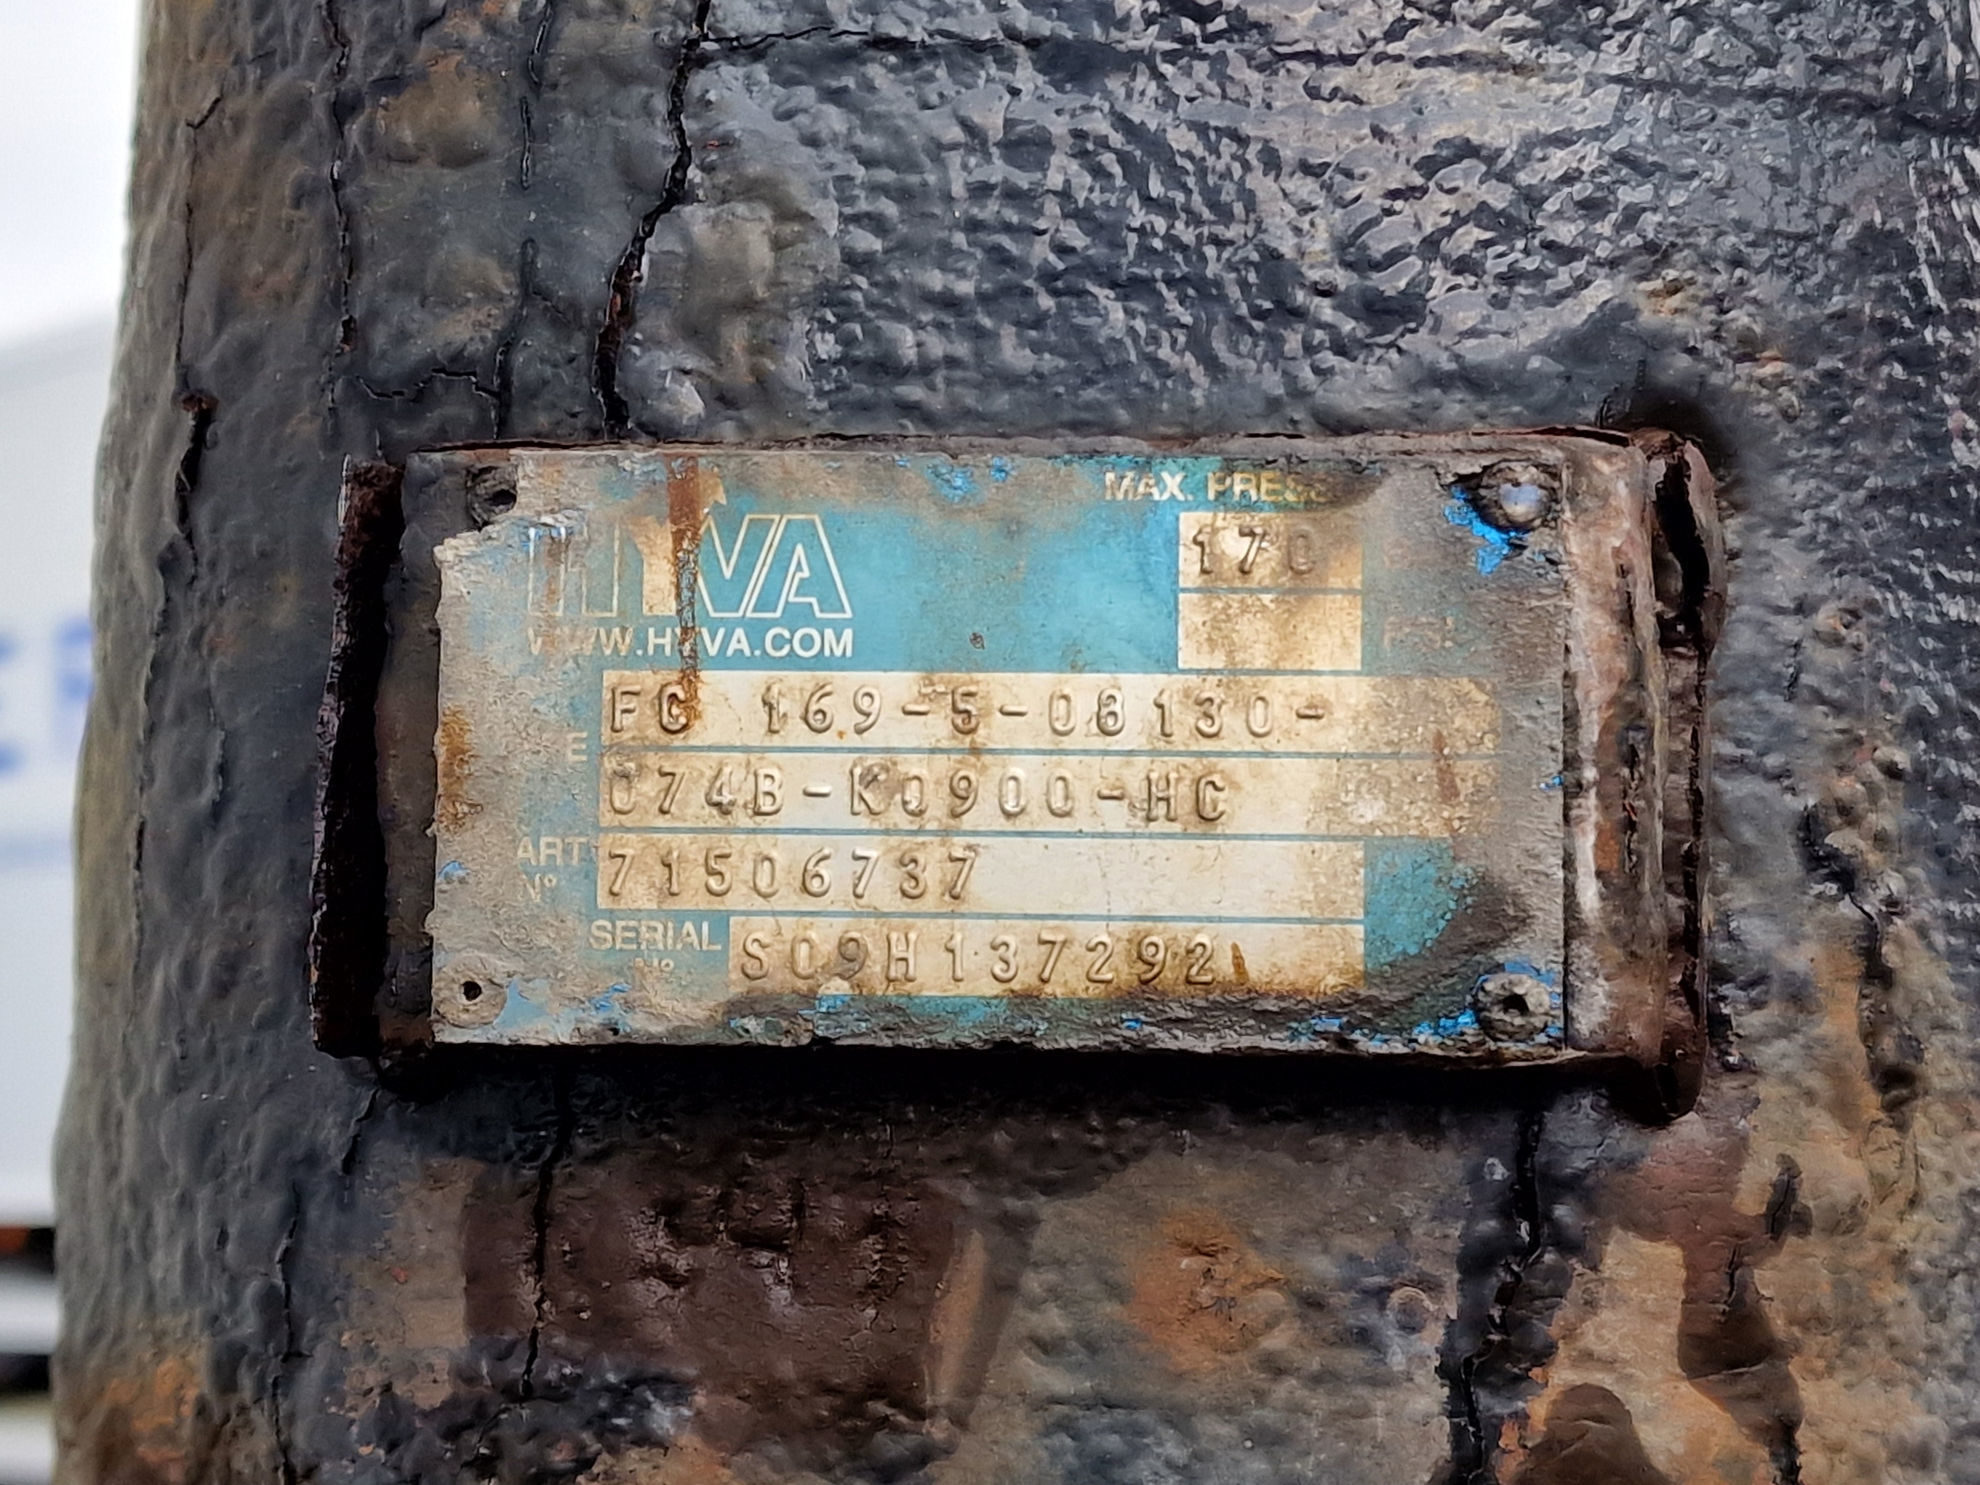 MAX. PRESS
HYVA
170
WWW.HYVA.COM
PSI
FC 169-5-08130-
E
074B-K0900-HC
ART
Nº
71506737
SERIAL
Nº
S09H137292